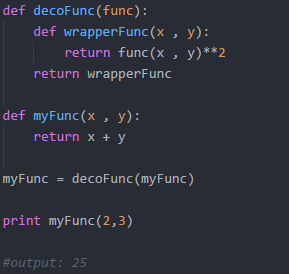 def decoFunc(func):
    def wrapperFunc(x , y):
        return func(x , y)**2
    return wrapperFunc
def myFunc(x , y):
    return x + y
myFunc = decoFunc(myFunc)
print myFunc(2,3)
#output: 25